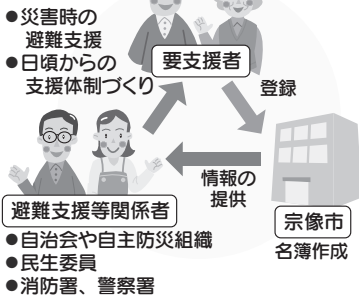 ●災害時の
避難支援
●日頃からの
支援体制づくり
要支援者
登録
情報の
提供
避難支援等関係者
●自治会や自主防災組織
●民生委員
●消防署、警察署
宗像市
名簿作成